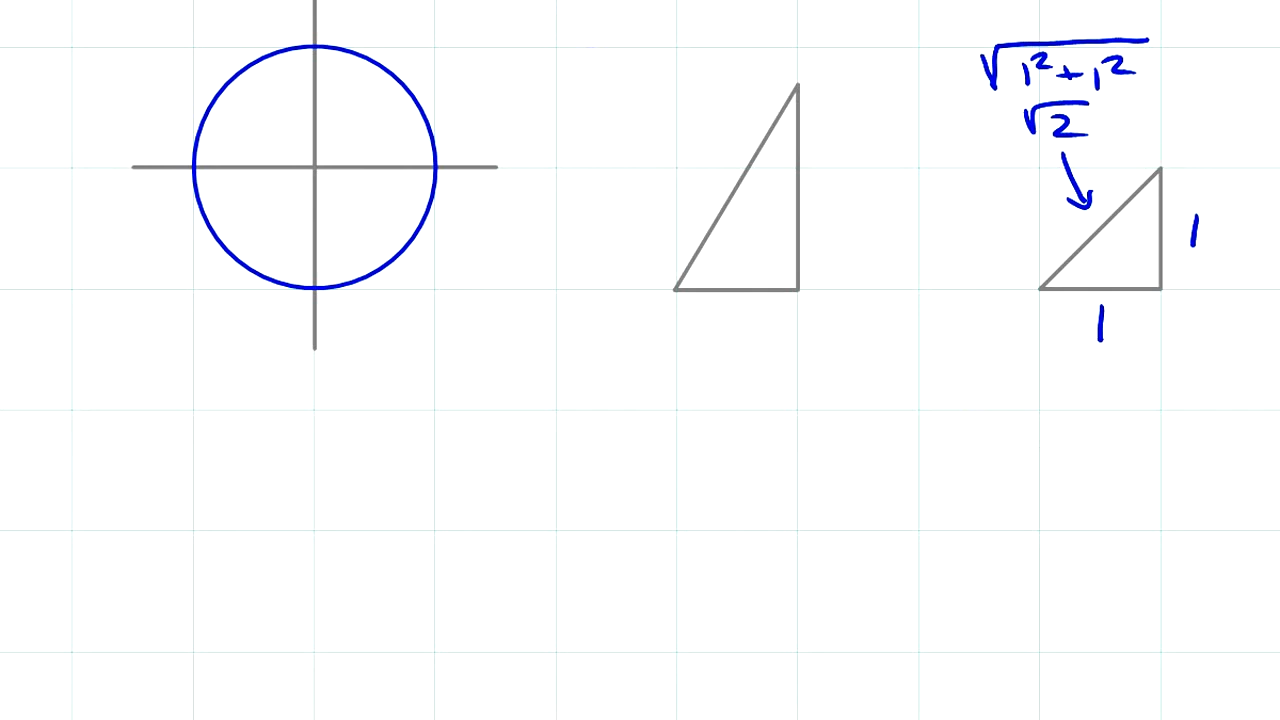 √(1²+1²)
√2
1
1